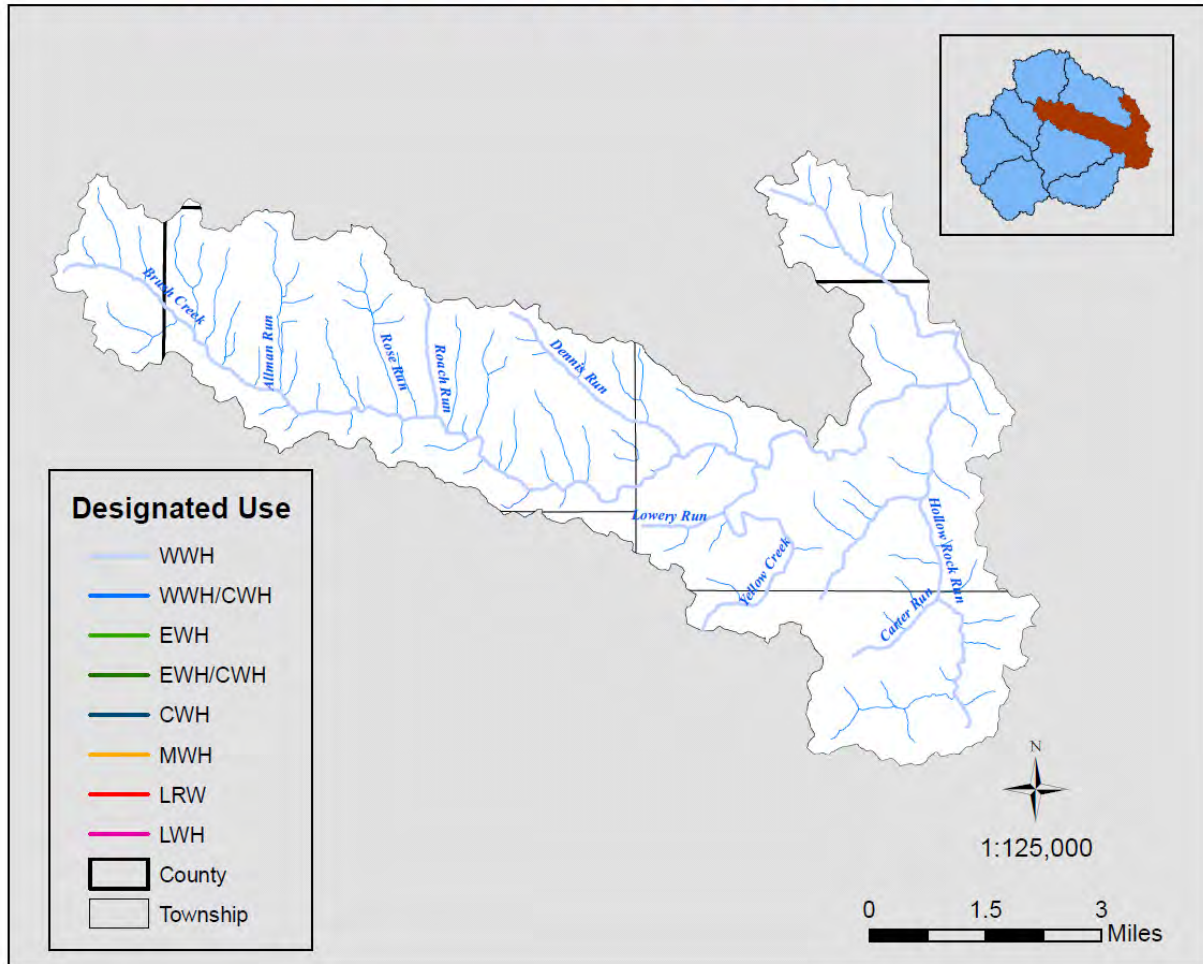 Brush Creek
Allman Run
Rose Run
Roach Run
Dennis Run
Lowery Run
Yellow Creek
Hollow Rock Run
Carter Run
Designated Use
WWH
WWH/CWH
EWH
EWH/CWH
CWH
MWH
LRW
LWH
County
Township
N
1:125,000
0 1.5 3
Miles